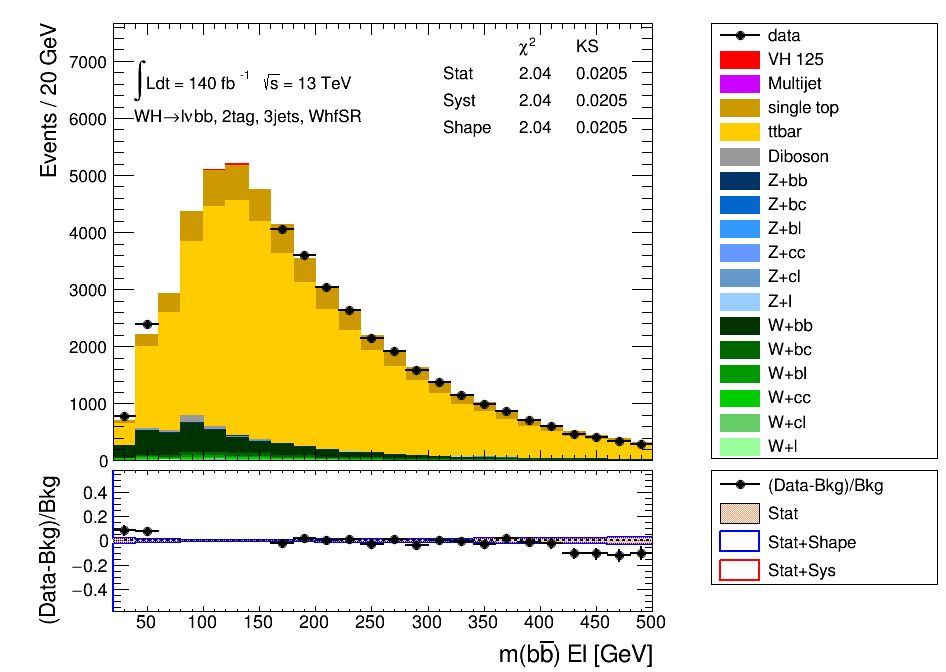 Events / 20 GeV
7000
6000
5000
4000
3000
2000
1000
0
∫Ldt = 140 fb⁻¹ √s = 13 TeV
WH→lνbb, 2tag, 3jets, WhfSR
χ² KS
Stat 2.04 0.0205
Syst 2.04 0.0205
Shape 2.04 0.0205
data
VH 125
Multijet
single top
ttbar
Diboson
Z+bb
Z+bc
Z+bl
Z+cc
Z+cl
Z+l
W+bb
W+bc
W+bl
W+cc
W+cl
W+l
(Data-Bkg)/Bkg
0.4
0.2
0
−0.2
−0.4
50 100 150 200 250 300 350 400 450 500
m(bb̅) El [GeV]
(Data-Bkg)/Bkg
Stat
Stat+Shape
Stat+Sys